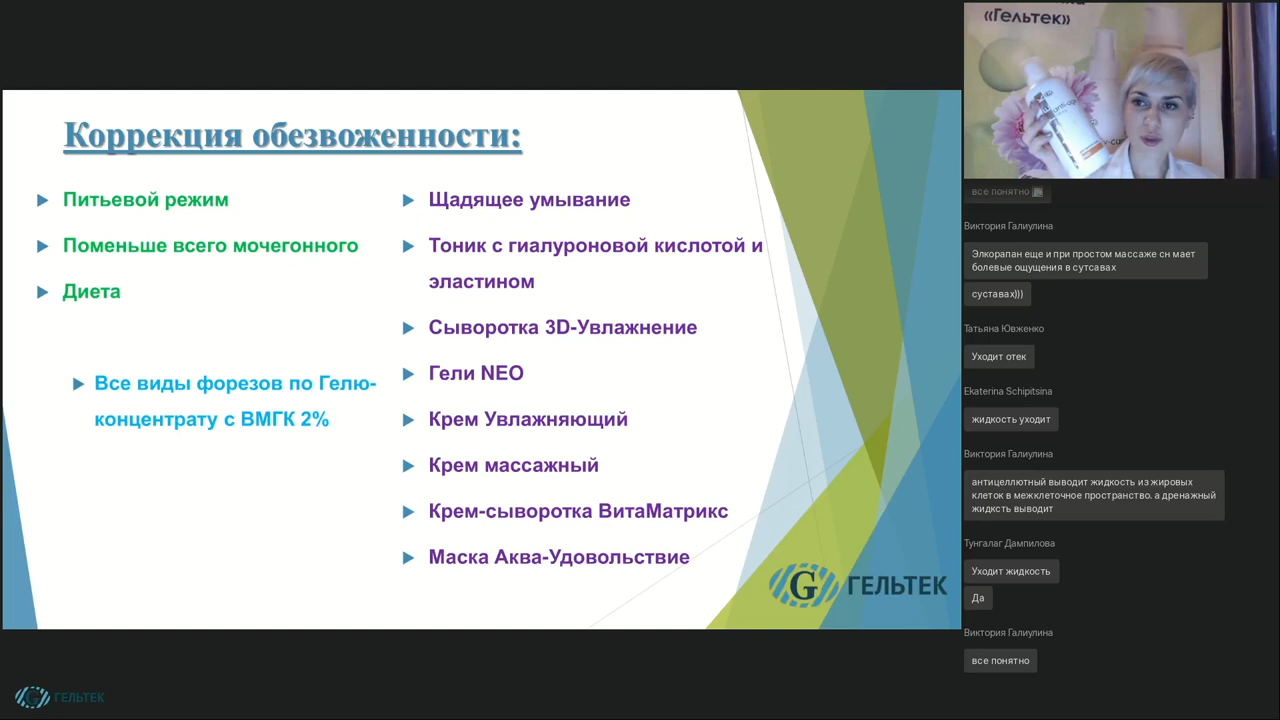 Коррекция обезвоженности:
Питьевой режим
Поменьше всего мочегонного
Диета
Все виды форезов по Гелю-
концентрату с ВМГК 2%
Щадящее умывание
Тоник с гиалуроновой кислотой и
эластином
Сыворотка 3D-Увлажнение
Гели NEO
Крем Увлажняющий
Крем массажный
Крем-сыворотка ВитаМатрикс
Маска Аква-Удовольствие
G ГЕЛЬТЕК
«Гельтек»
все понятно
Виктория Галиулина
Элкорапан еще и при простом массаже сн мает
болевые ощущения в сутсавах
суставах)))
Татьяна Ювженко
Уходит отек
Ekaterina Schipitsina
жидкость уходит
Виктория Галиулина
антицеллютный выводит жидкость из жировых
клеток в межклеточное пространство. а дренажный
жидксть выводит
Тунгалаг Дампилова
Уходит жидкость
Да
Виктория Галиулина
все понятно
G ГЕЛЬТЕК